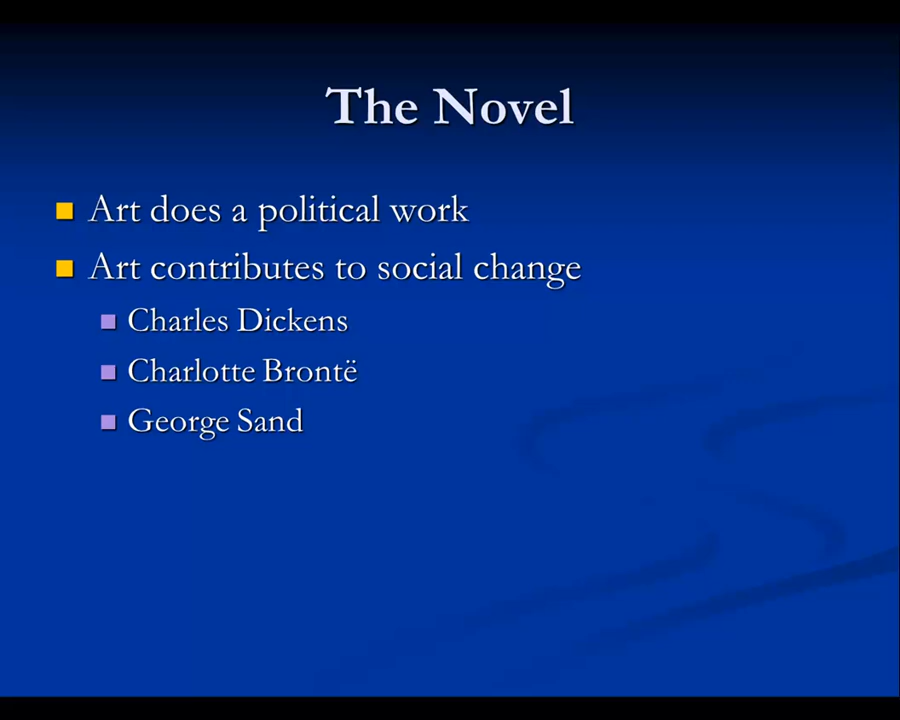 The Novel
Art does a political work
Art contributes to social change
Charles Dickens
Charlotte Brontë
George Sand